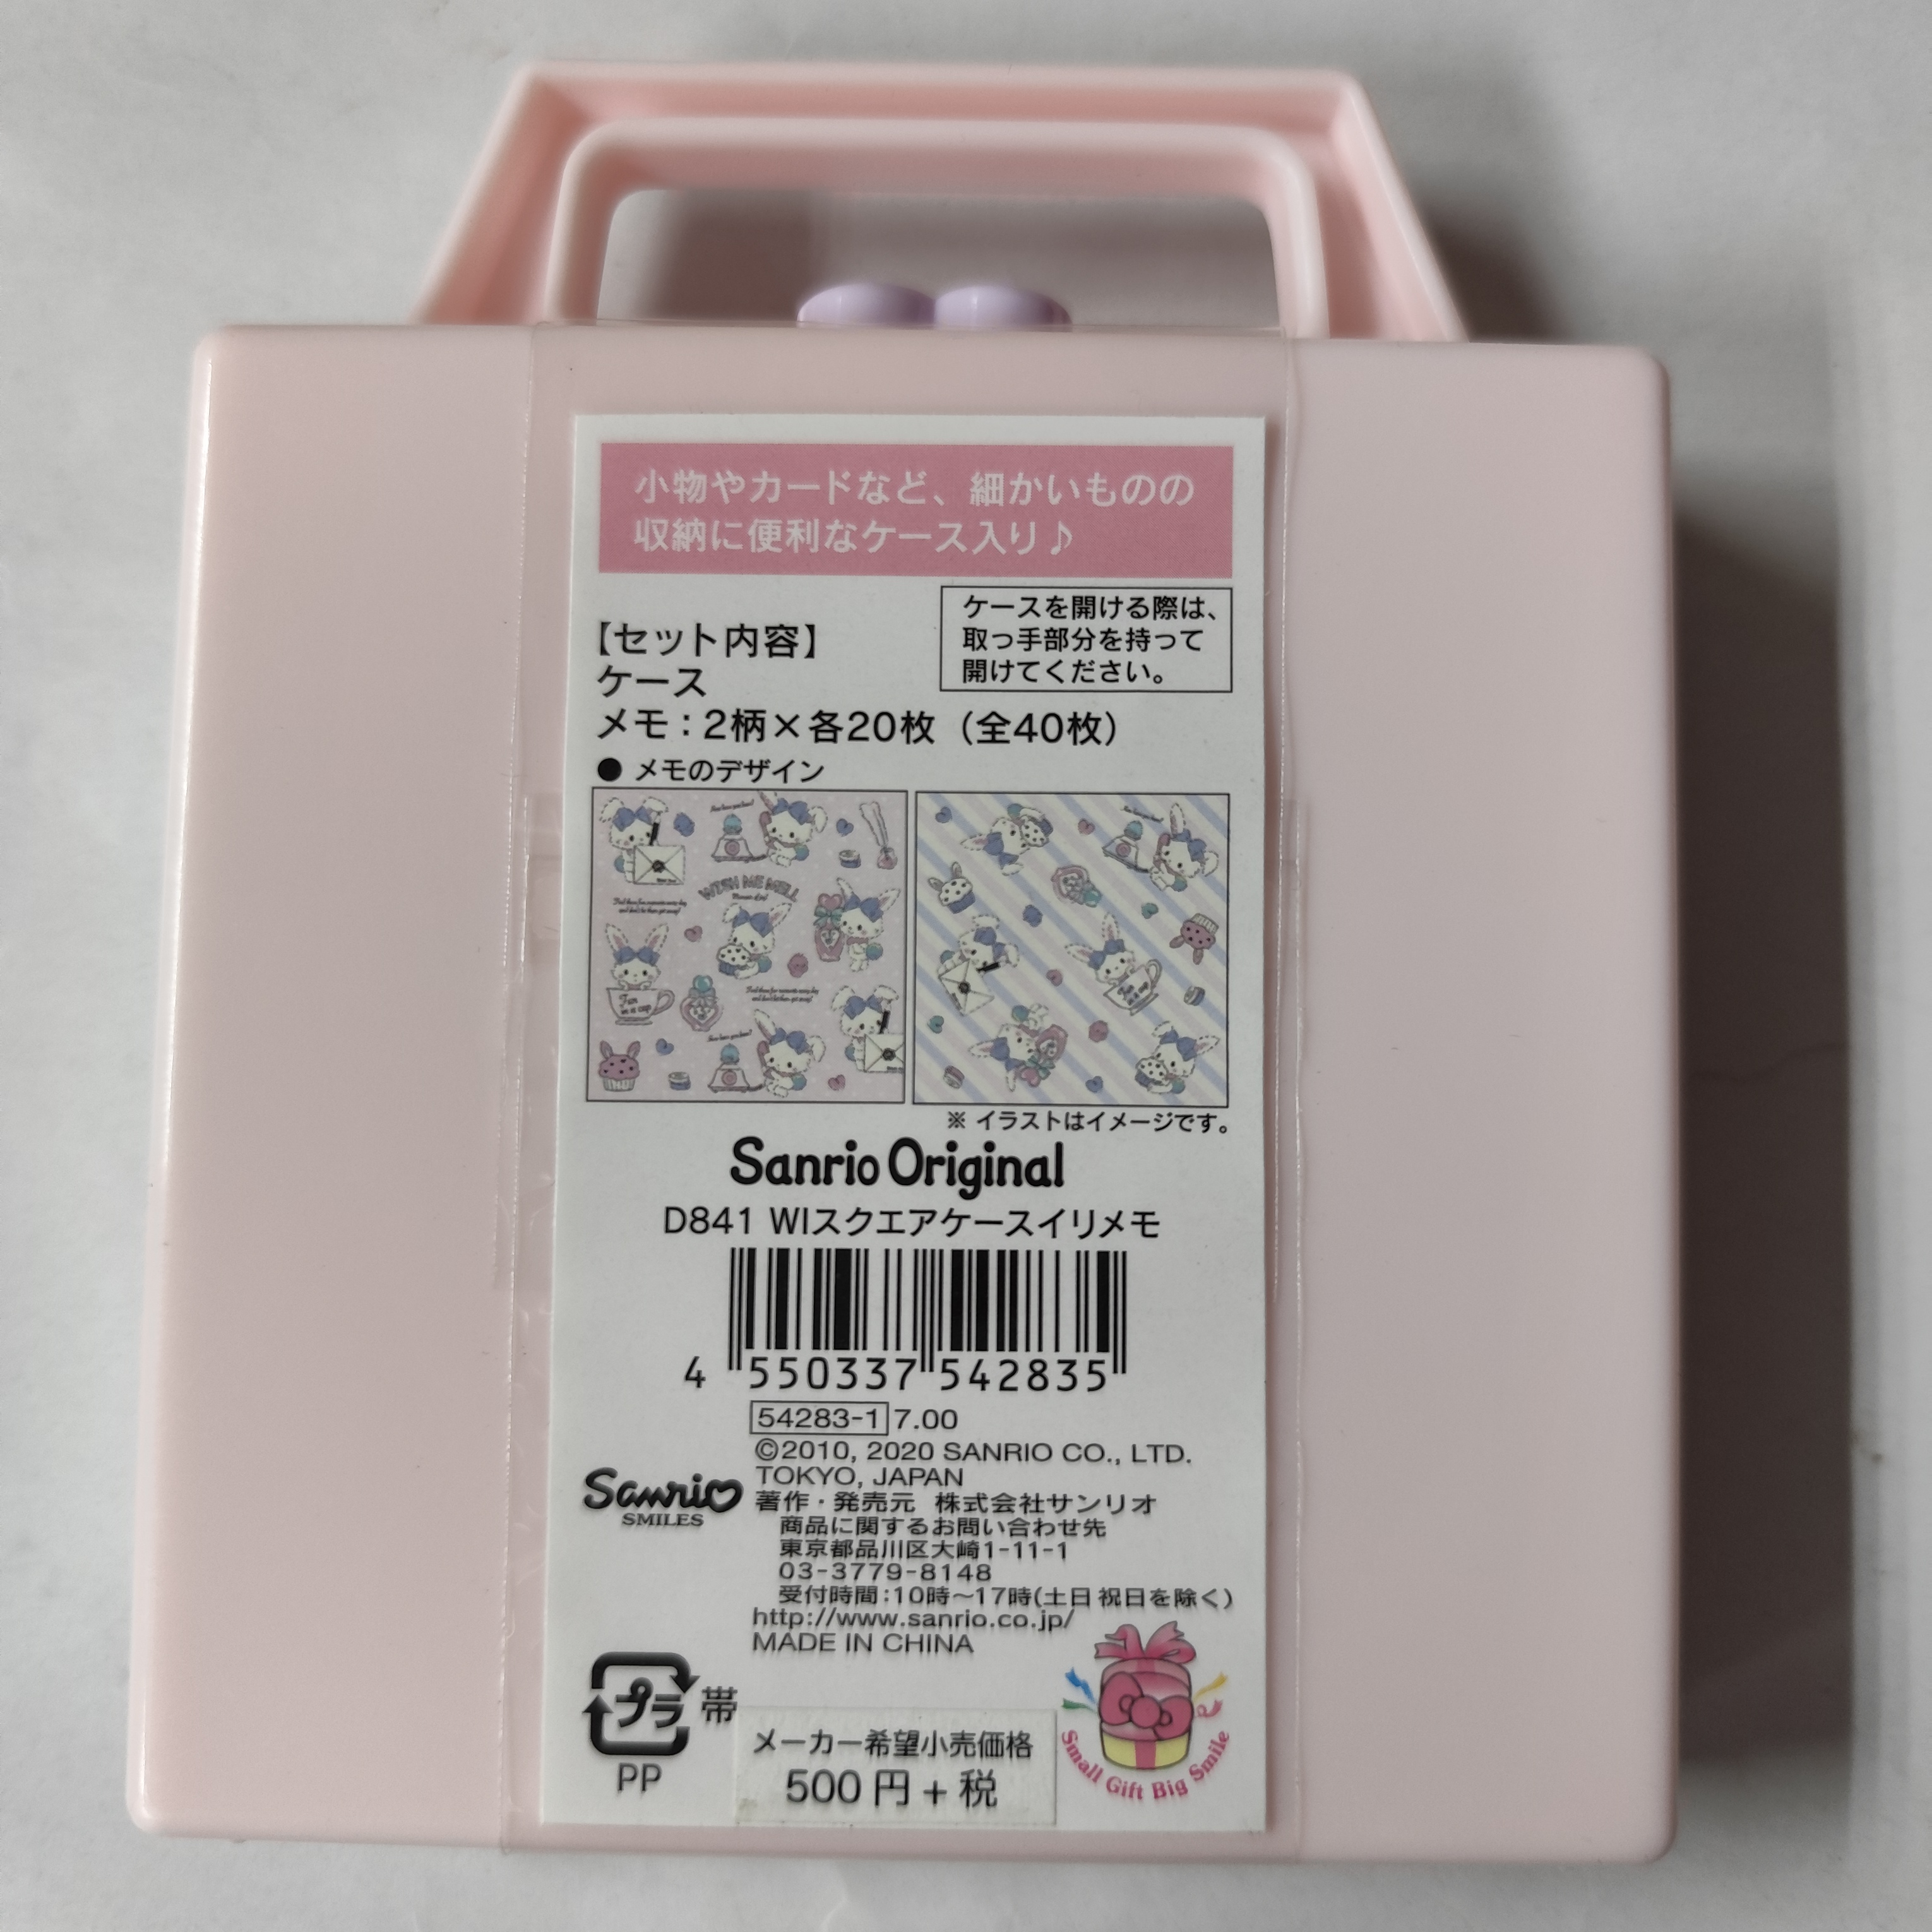 小物やカードなど、細かいものの
収納に便利なケース入り♪
ケースを開ける際は、
取っ手部分を持って
開けてください。
【セット内容】
ケース
メモ：2柄×各20枚（全40枚）
● メモのデザイン
WISH ME MELL
Fun
in a cup
Fun
in a cup
※ イラストはイメージです。
Sanrio Original
D841 WIスクエアケースイリメモ
4 550337 542835
54283-1 7.00
©2010, 2020 SANRIO CO., LTD.
TOKYO, JAPAN
著作・発売元 株式会社サンリオ
商品に関するお問い合わせ先
東京都品川区大崎1-11-1
03-3779-8148
受付時間：10時〜17時(土日 祝日を除く)
http://www.sanrio.co.jp/
MADE IN CHINA
Sanrio
SMILES
プラ 帯
PP
メーカー希望小売価格
500 円 + 税
Small Gift Big Smile